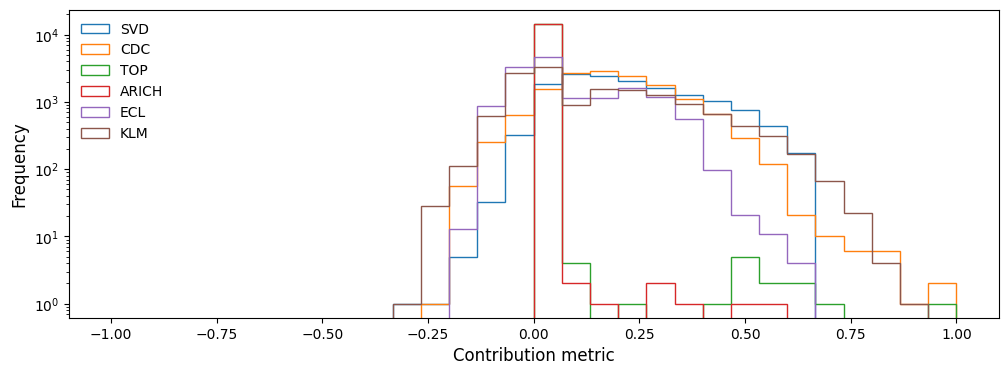 SVD
CDC
TOP
ARICH
ECL
KLM
Frequency
10⁴
10³
10²
10¹
10⁰
−1.00 −0.75 −0.50 −0.25 0.00 0.25 0.50 0.75 1.00
Contribution metric